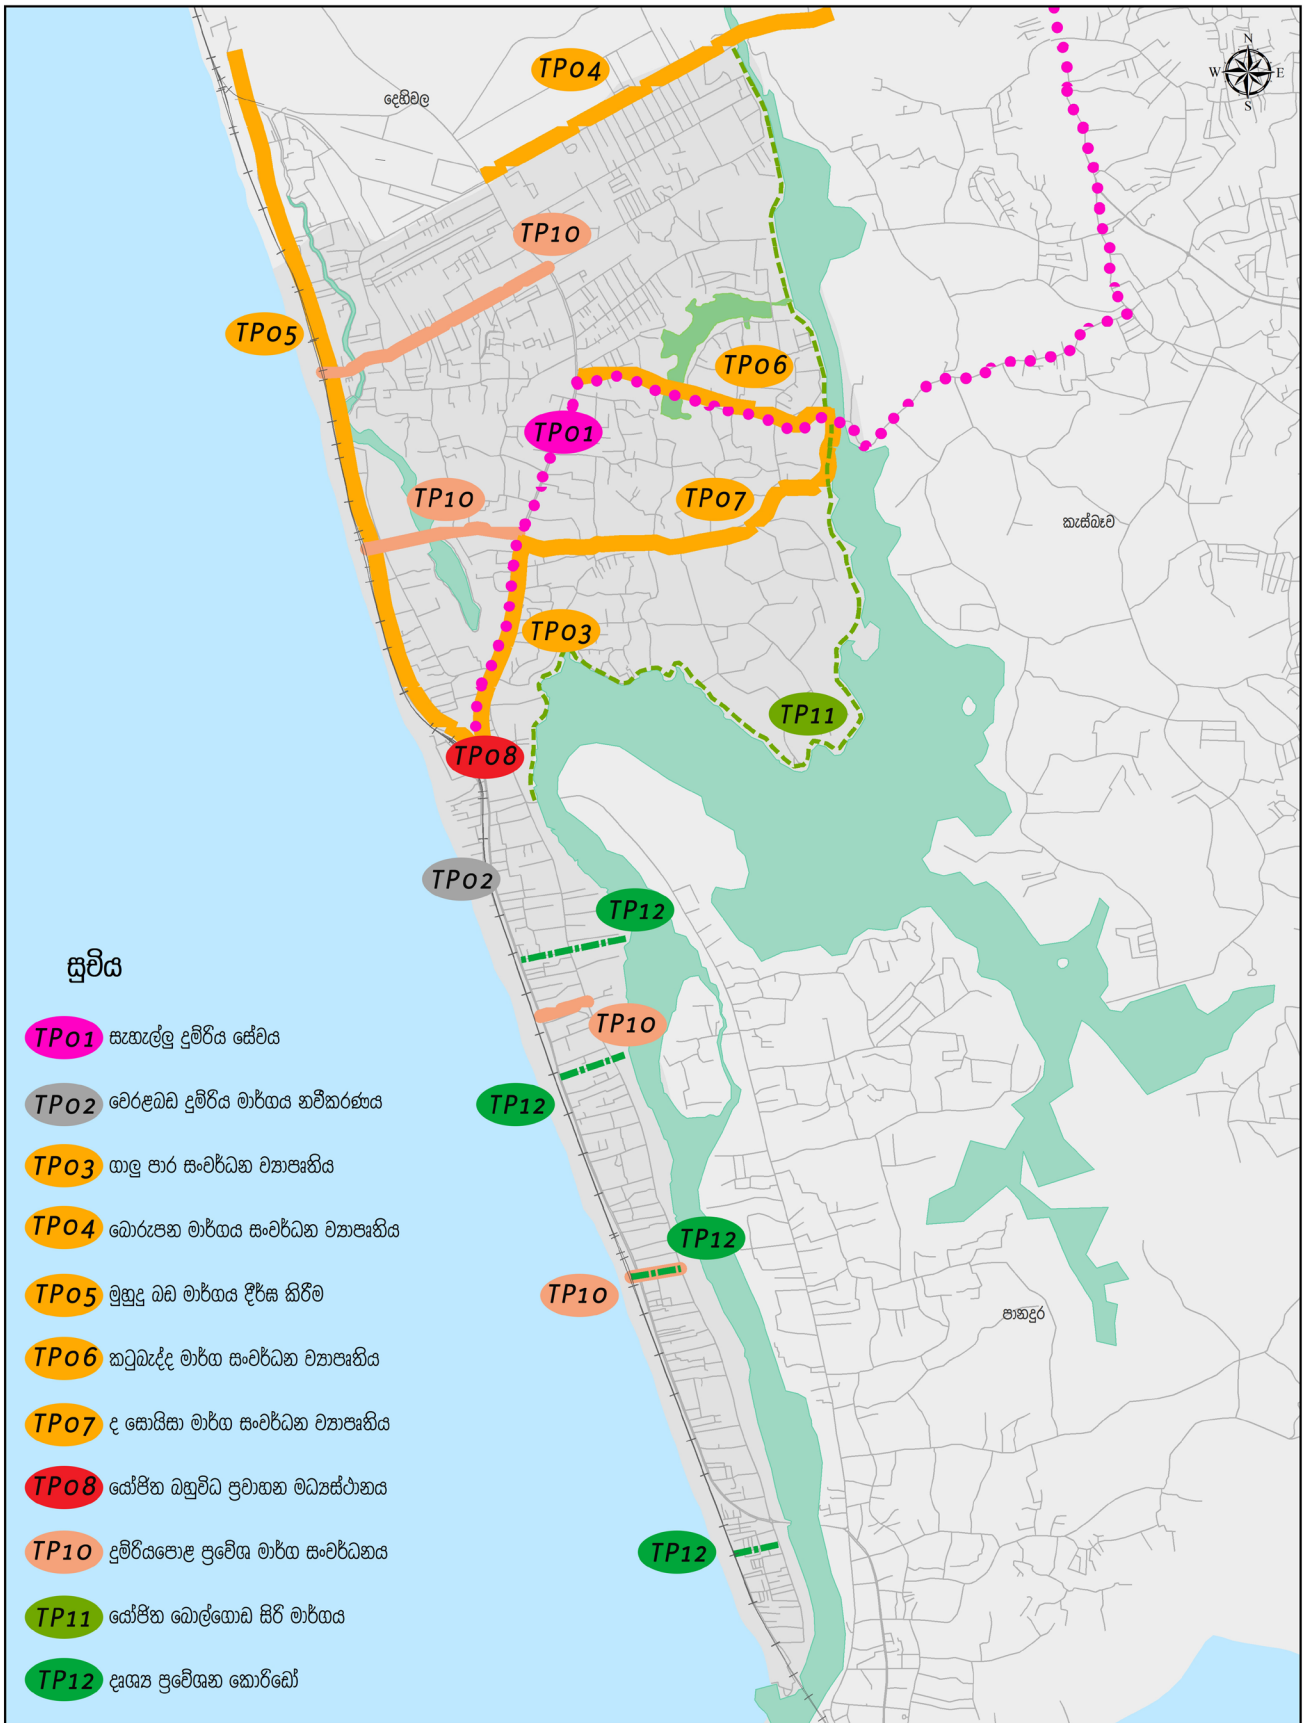 N
W E
S
TP04
දෙහිවල
TP10
TP05
TP06
TP01
TP10
TP07
කැස්බෑව
TP03
TP11
TP08
TP02
TP12
TP10
TP12
TP12
TP10
පානදුර
TP12
සුචිය
TP01 සැහැල්ලු දුම්රිය සේවය
TP02 වෙරළබඩ දුම්රිය මාර්ගය නවීකරණය
TP03 ගාලු පාර සංවර්ධන ව්‍යාපෘතිය
TP04 බොරුපන මාර්ගය සංවර්ධන ව්‍යාපෘතිය
TP05 මුහුදු බඩ මාර්ගය දීර්ඝ කිරීම
TP06 කටුබැද්ද මාර්ග සංවර්ධන ව්‍යාපෘතිය
TP07 ද සොයිසා මාර්ග සංවර්ධන ව්‍යාපෘතිය
TP08 යෝජිත බහුවිධ ප්‍රවාහන මධ්‍යස්ථානය
TP10 දුම්රියපොළ ප්‍රවේශ මාර්ග සංවර්ධනය
TP11 යෝජිත බොල්ගොඩ සිරි මාර්ගය
TP12 දෘශ්‍ය ප්‍රවේශන කොරිඩෝ